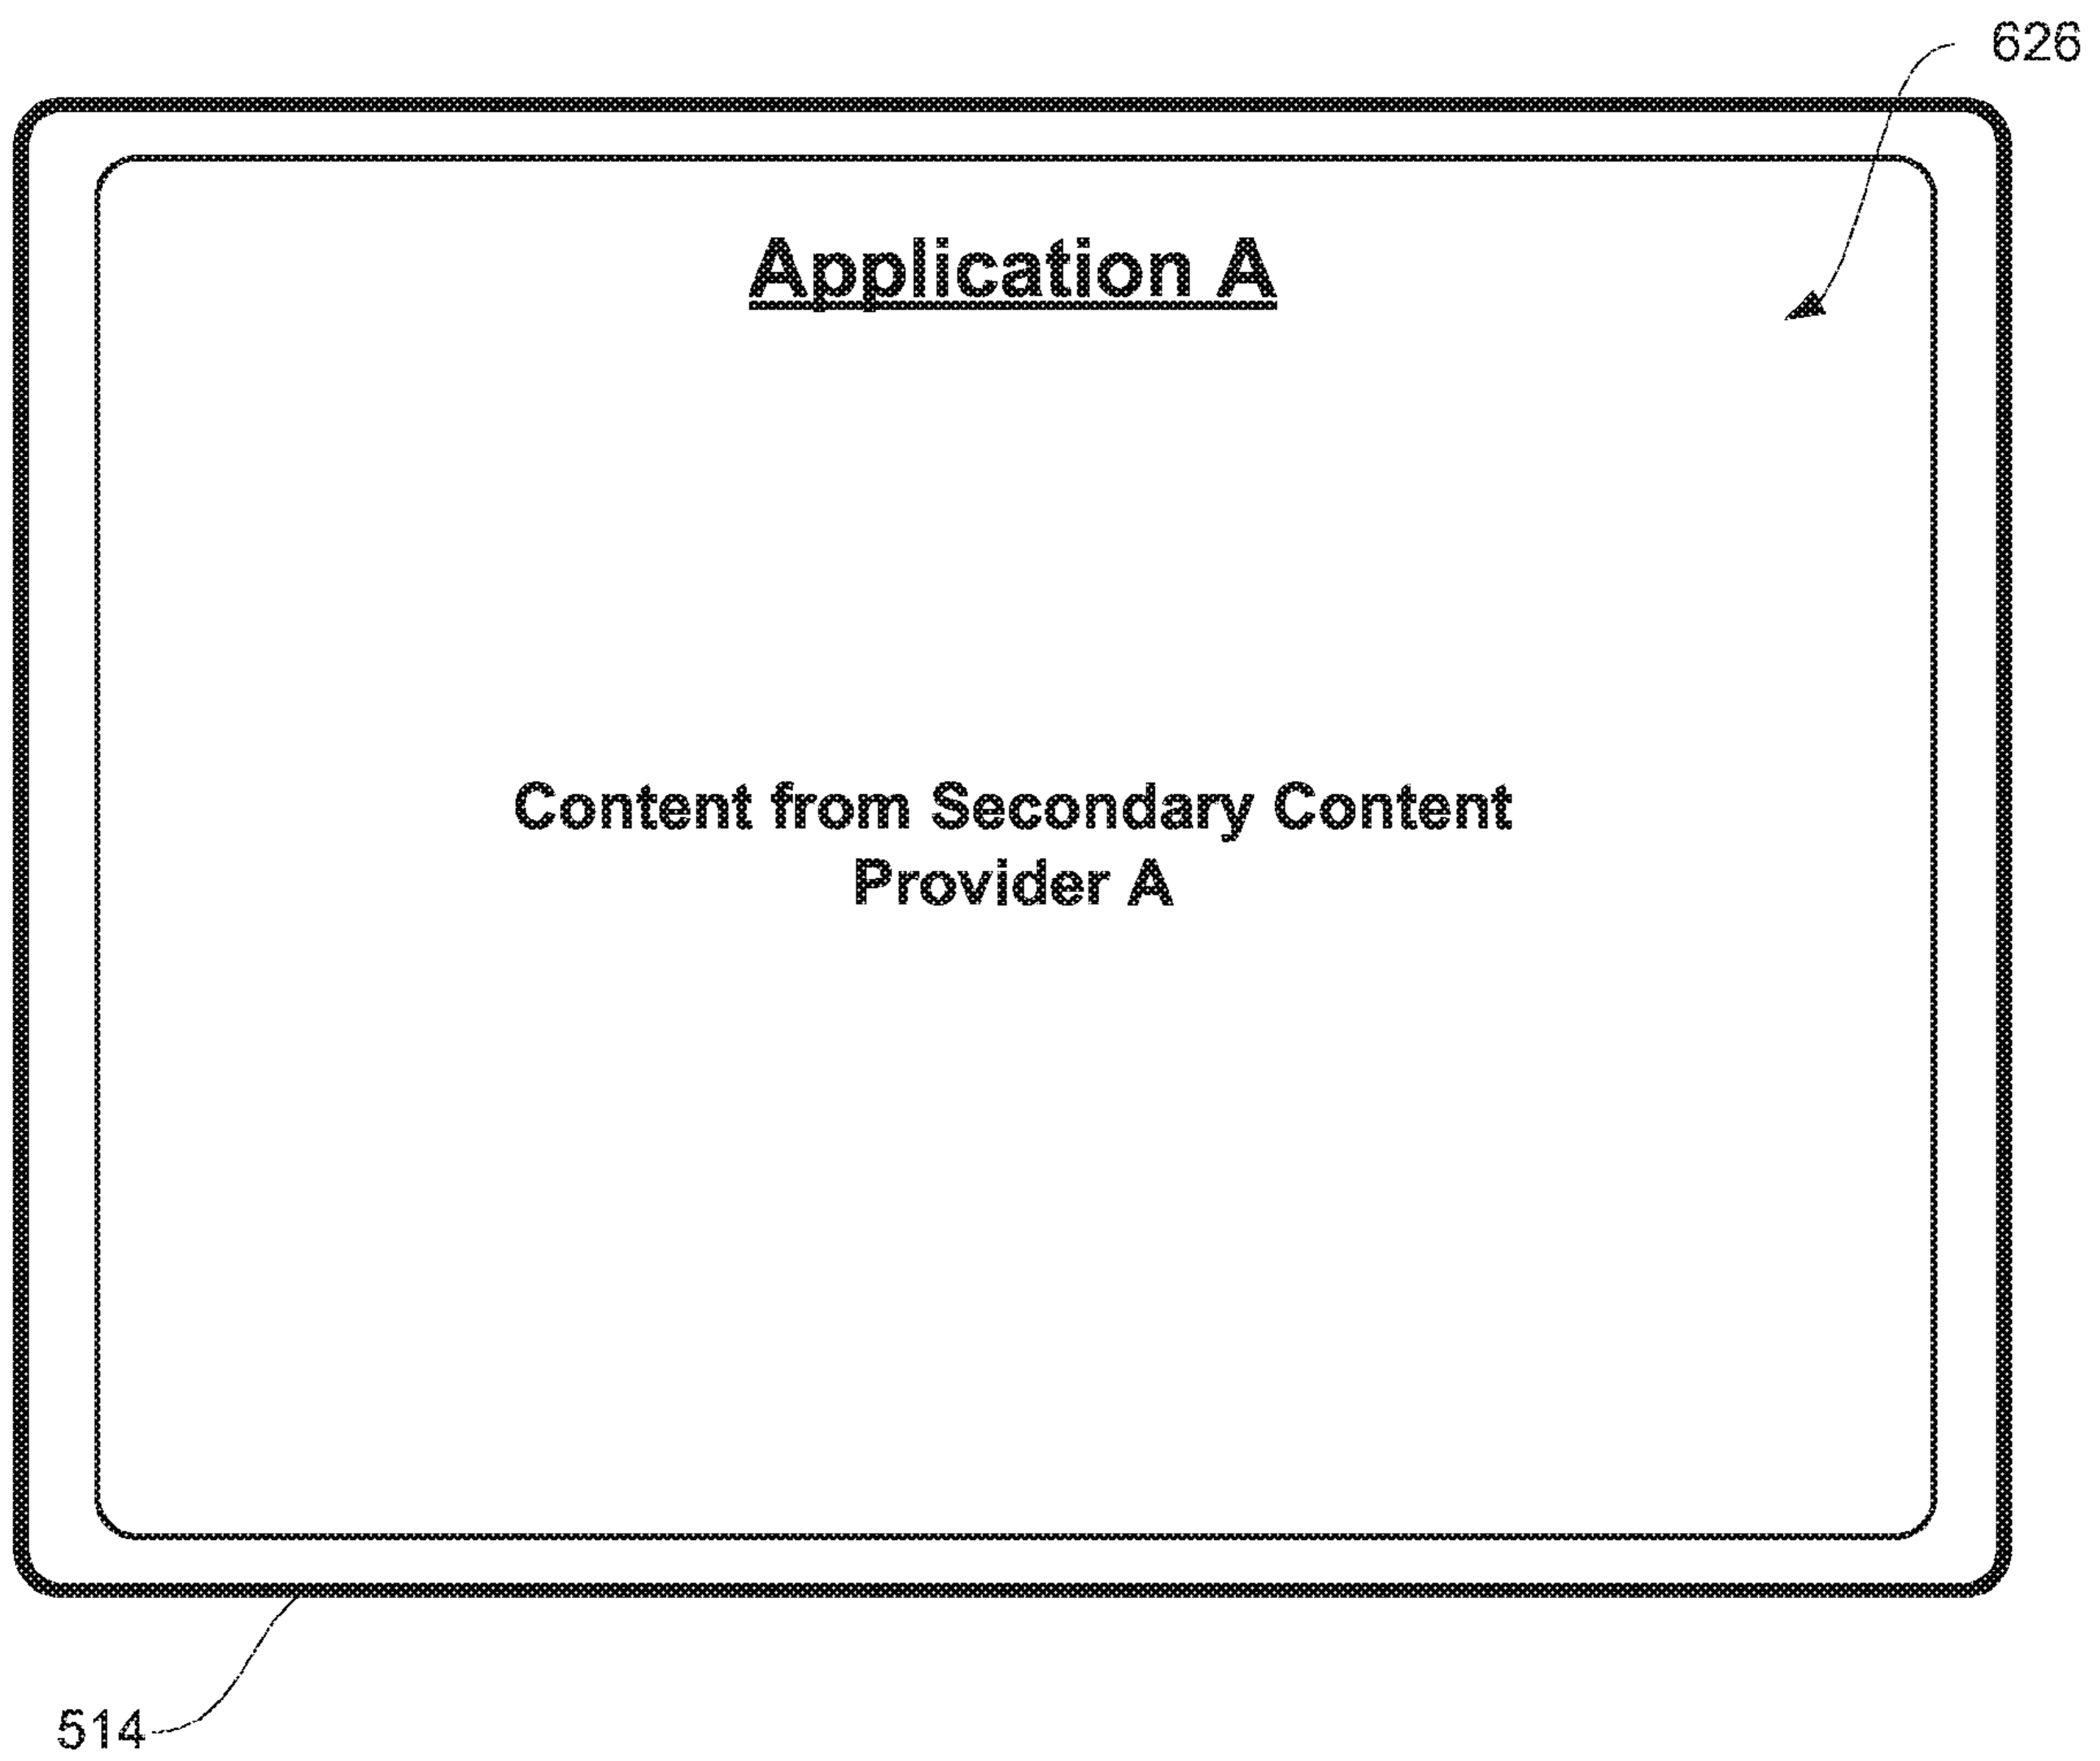 626
Application A
Content from Secondary Content
Provider A
514